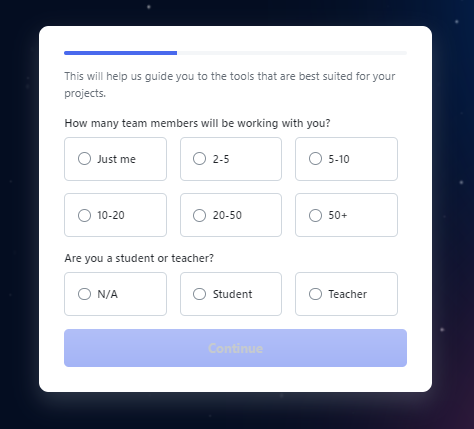 This will help us guide you to the tools that are best suited for your
projects.
How many team members will be working with you?
Just me
2-5
5-10
10-20
20-50
50+
Are you a student or teacher?
N/A
Student
Teacher
Continue